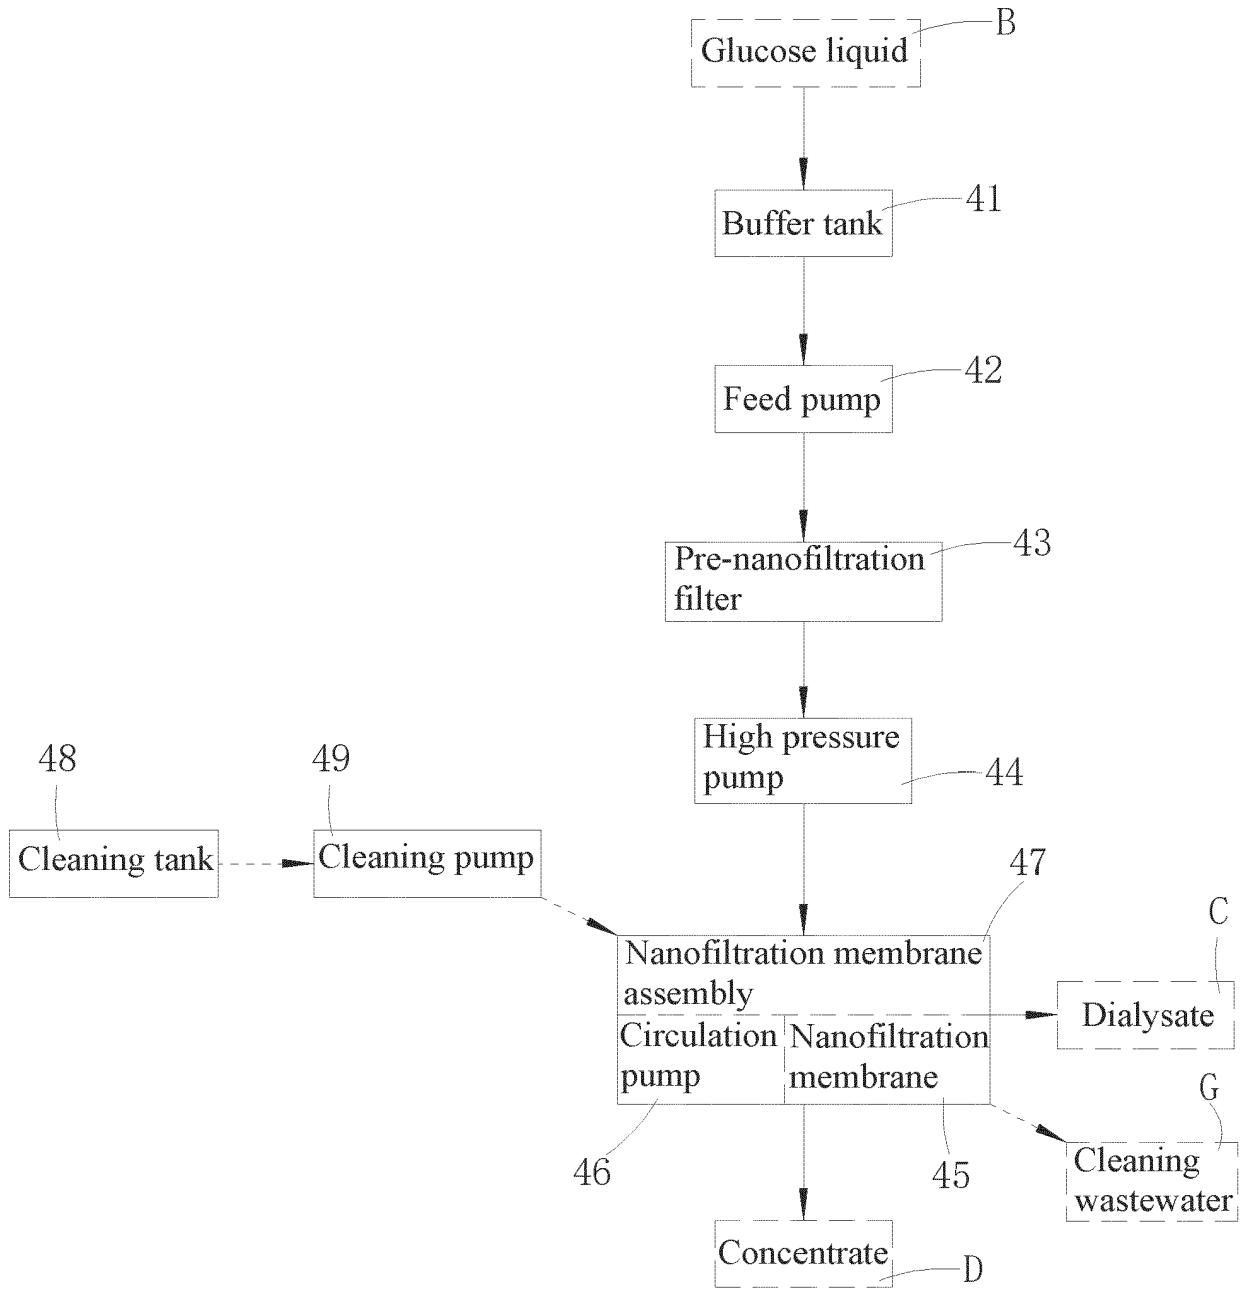 B
Glucose liquid
41
Buffer tank
42
Feed pump
43
Pre-nanofiltration
filter
High pressure
pump
44
48
49
Cleaning tank
Cleaning pump
47
Nanofiltration membrane
assembly
C
Dialysate
Circulation
pump
Nanofiltration
membrane
G
46
45
Cleaning
wastewater
Concentrate
D